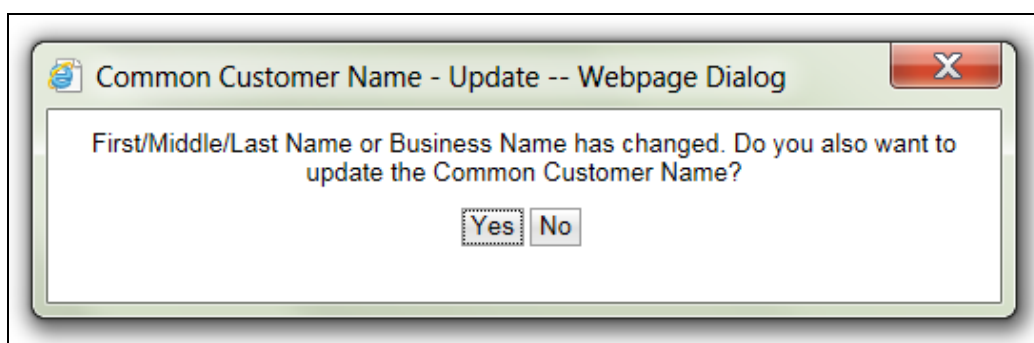 Common Customer Name - Update -- Webpage Dialog
First/Middle/Last Name or Business Name has changed. Do you also want to
update the Common Customer Name?
Yes No